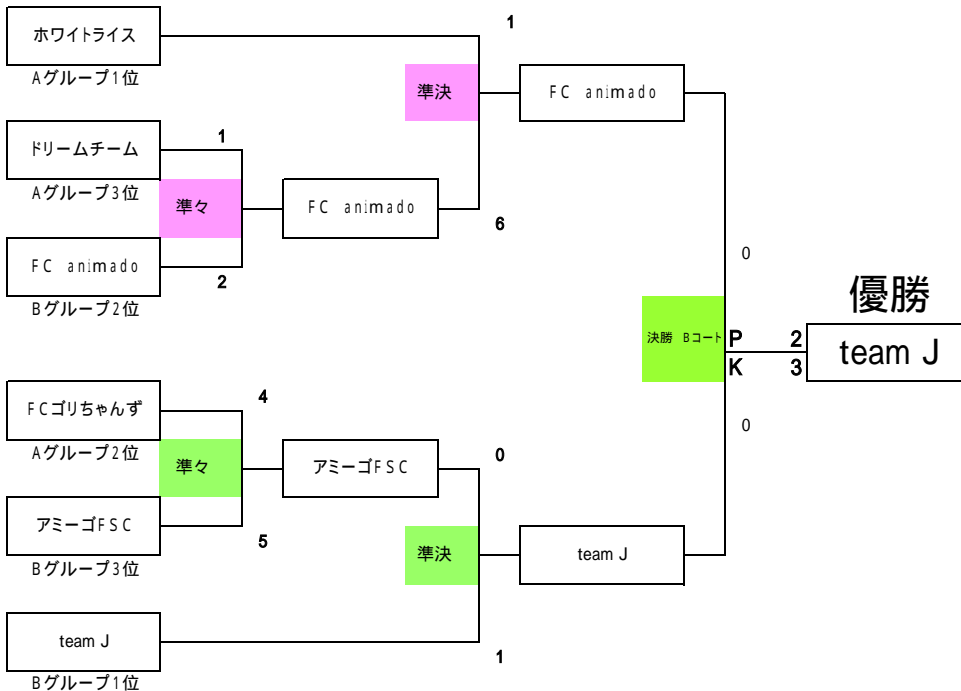 ホワイトライス
1
Aグループ1位
準決
FC animado
ドリームチーム
1
Aグループ3位
準々
FC animado
6
FC animado
2
Bグループ2位
0
優勝
決勝 Bコート
P 2
K 3
team J
FCゴリちゃんず
4
Aグループ2位
0
準々
アミーゴFSC
0
アミーゴFSC
5
Bグループ3位
準決
team J
team J
1
Bグループ1位